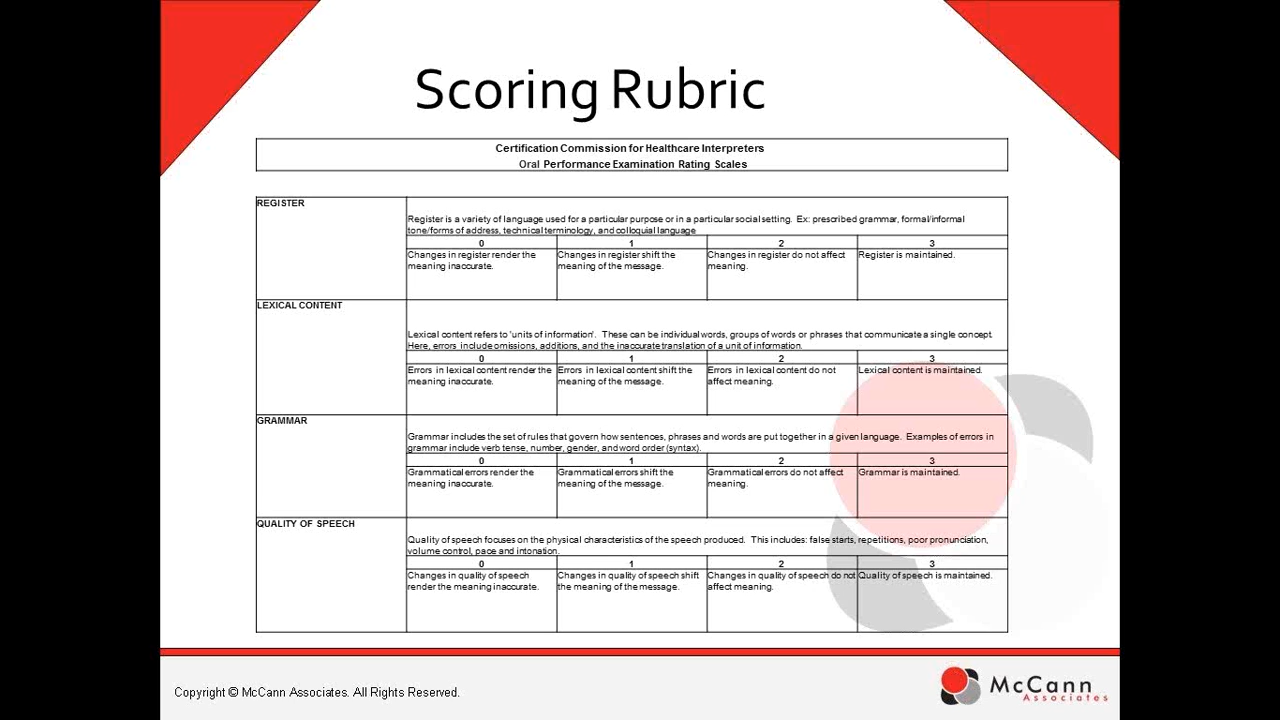 Scoring Rubric
Certification Commission for Healthcare Interpreters
Oral Performance Examination Rating Scales
REGISTER
Register is a variety of language used for a particular purpose or in a particular social setting. Ex: prescribed grammar, formal/informal
tone/forms of address, technical terminology, and colloquial language
0 1 2 3
Changes in register render the
meaning inaccurate.
Changes in register shift the
meaning of the message.
Changes in register do not affect
meaning.
Register is maintained.
LEXICAL CONTENT
Lexical content refers to 'units of information'. These can be individual words, groups of words or phrases that communicate a single concept.
Here, errors include omissions, additions, and the inaccurate translation of a unit of information.
0 1 2 3
Errors in lexical content render the
meaning inaccurate.
Errors in lexical content shift the
meaning of the message.
Errors in lexical content do not
affect meaning.
Lexical content is maintained.
GRAMMAR
Grammar includes the set of rules that govern how sentences, phrases and words are put together in a given language. Examples of errors in
grammar include verb tense, number, gender, and word order (syntax).
0 1 2 3
Grammatical errors render the
meaning inaccurate.
Grammatical errors shift the
meaning of the message.
Grammatical errors do not affect
meaning.
Grammar is maintained.
QUALITY OF SPEECH
Quality of speech focuses on the physical characteristics of the speech produced. This includes: false starts, repetitions, poor pronunciation,
volume control, pace and intonation.
0 1 2 3
Changes in quality of speech
render the meaning inaccurate.
Changes in quality of speech shift
the meaning of the message.
Changes in quality of speech do not
affect meaning.
Quality of speech is maintained.
Copyright © McCann Associates. All Rights Reserved.
McCann
Associates